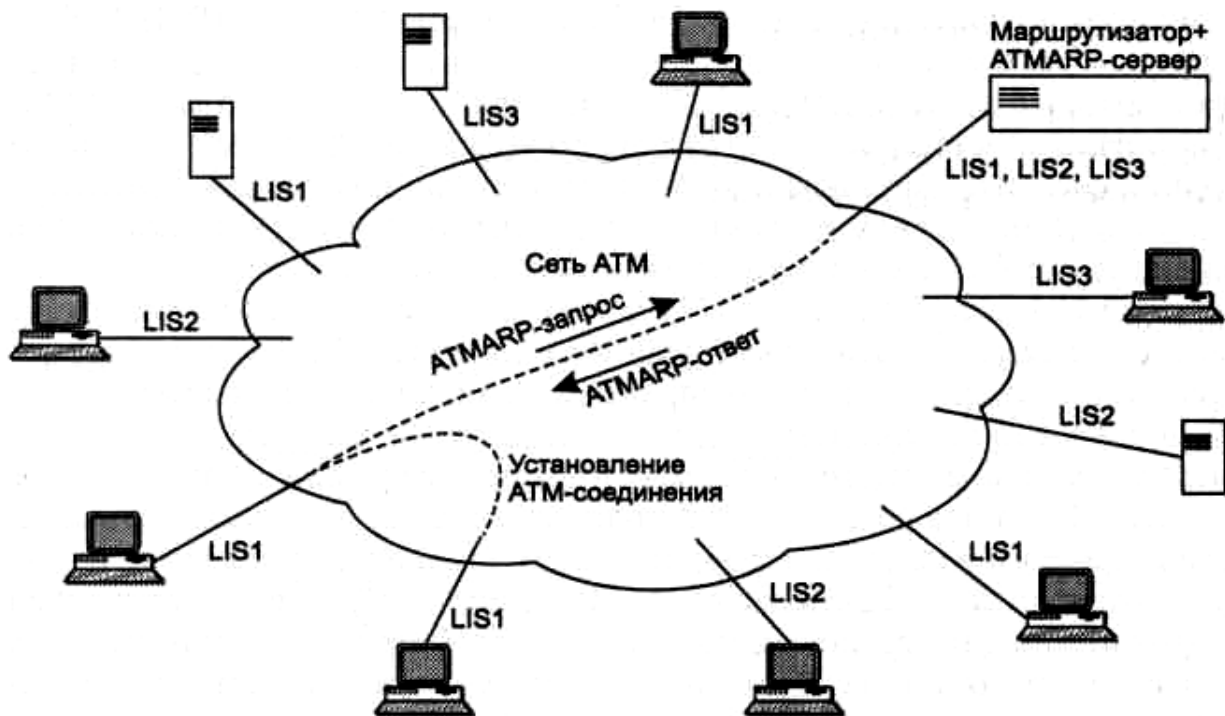 Маршрутизатор+
ATMARP-сервер
LIS3
LIS1
LIS1
LIS1, LIS2, LIS3
Сеть ATM
LIS3
LIS2
ATMARP-запрос
ATMARP-ответ
LIS2
Установление
ATM-соединения
LIS1
LIS1
LIS2
LIS1